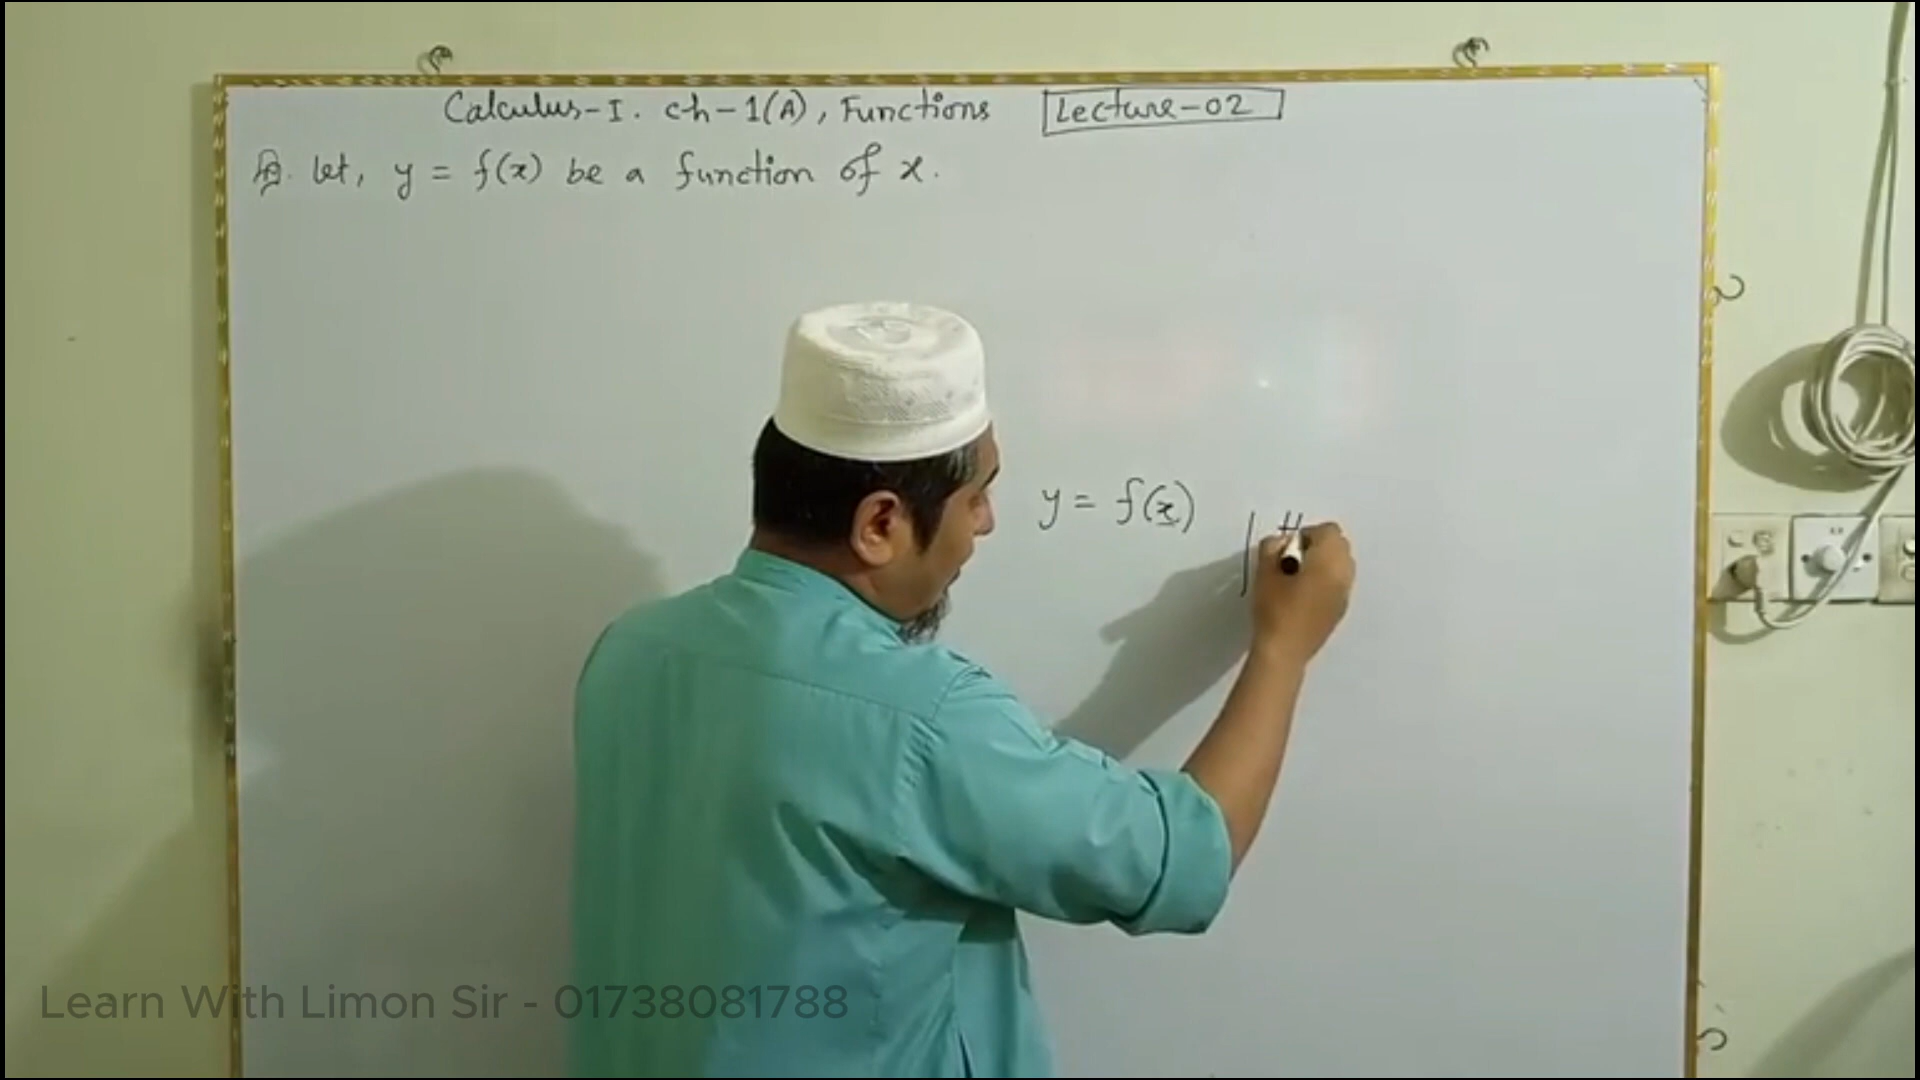 Calculus-I. ch-1(A), Functions Lecture-02
let, y = f(x) be a function of x.
y = f(x)
Learn With Limon Sir - 01738081788